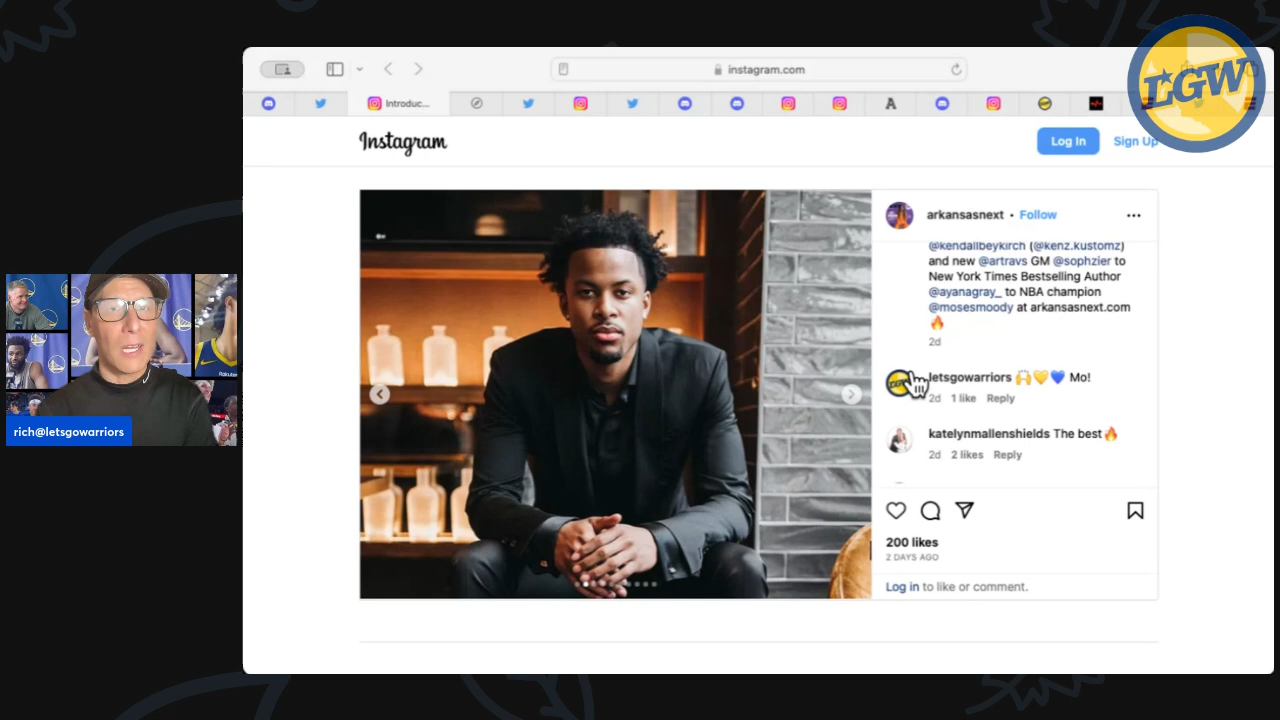 LGW
instagram.com
Introduc...
Instagram
Log In
Sign Up
arkansasnext • Follow
@kendallbeykirch (@kenz.kustomz)
and new @artravs GM @sophzier to
New York Times Bestselling Author
@ayanagray_ to NBA champion
@mosesmoody at arkansasnext.com
🔥
2d
letsgowarriors 🙌💛💙 Mo!
2d 1 like Reply
katelynmallenshields The best🔥
2d 2 likes Reply
200 likes
2 DAYS AGO
Log in to like or comment.
rich@letsgowarriors